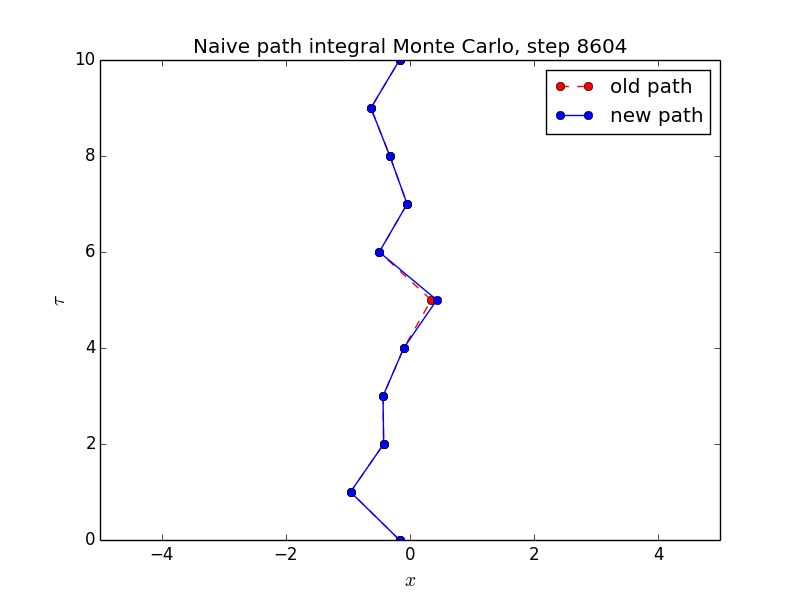 Naive path integral Monte Carlo, step 8604
old path
new path
10
8
6
4
2
0
τ
−4
−2
0
2
4
x